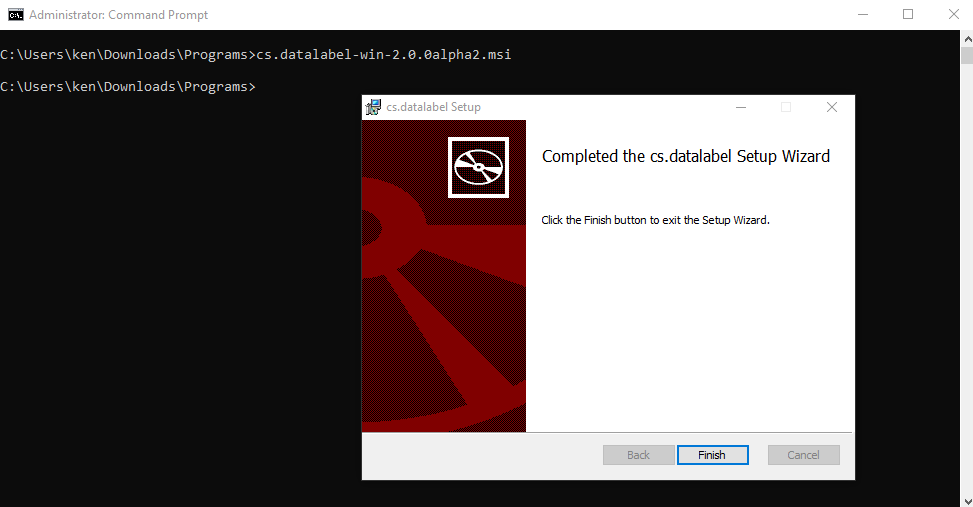 Administrator: Command Prompt
C:\Users\ken\Downloads\Programs>cs.datalabel-win-2.0.0alpha2.msi
C:\Users\ken\Downloads\Programs>
cs.datalabel Setup
Completed the cs.datalabel Setup Wizard
Click the Finish button to exit the Setup Wizard.
Back Finish Cancel